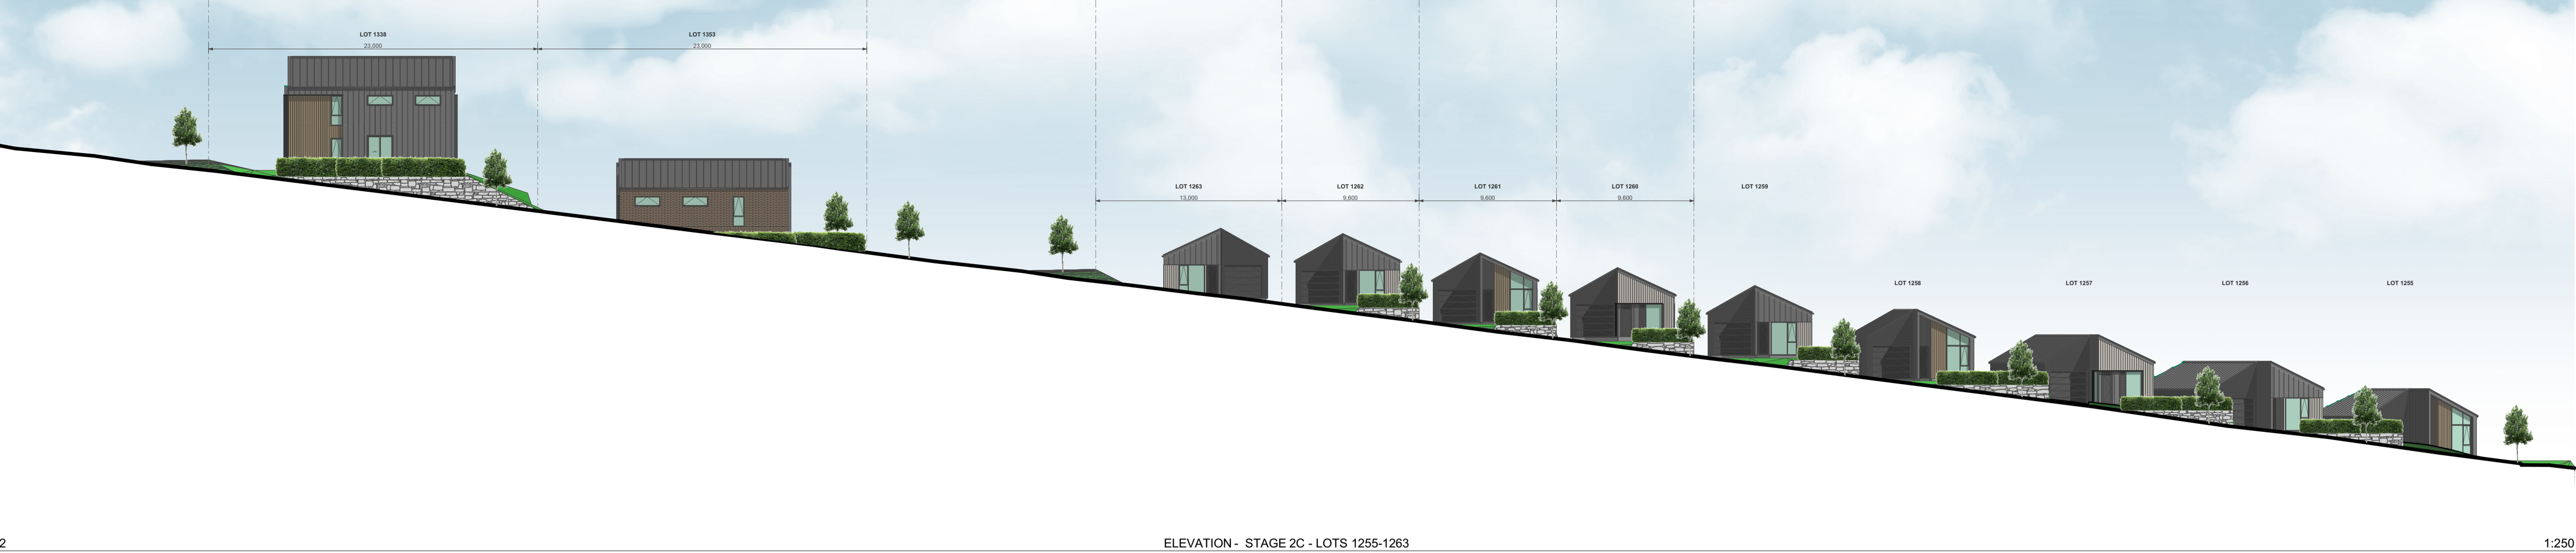 LOT 1338
LOT 1353
23,000
23,000
LOT 1263
LOT 1262
LOT 1261
LOT 1260
LOT 1259
13,000
9,600
9,600
9,600
LOT 1258
LOT 1257
LOT 1256
LOT 1255
2
ELEVATION - STAGE 2C - LOTS 1255-1263
1:250